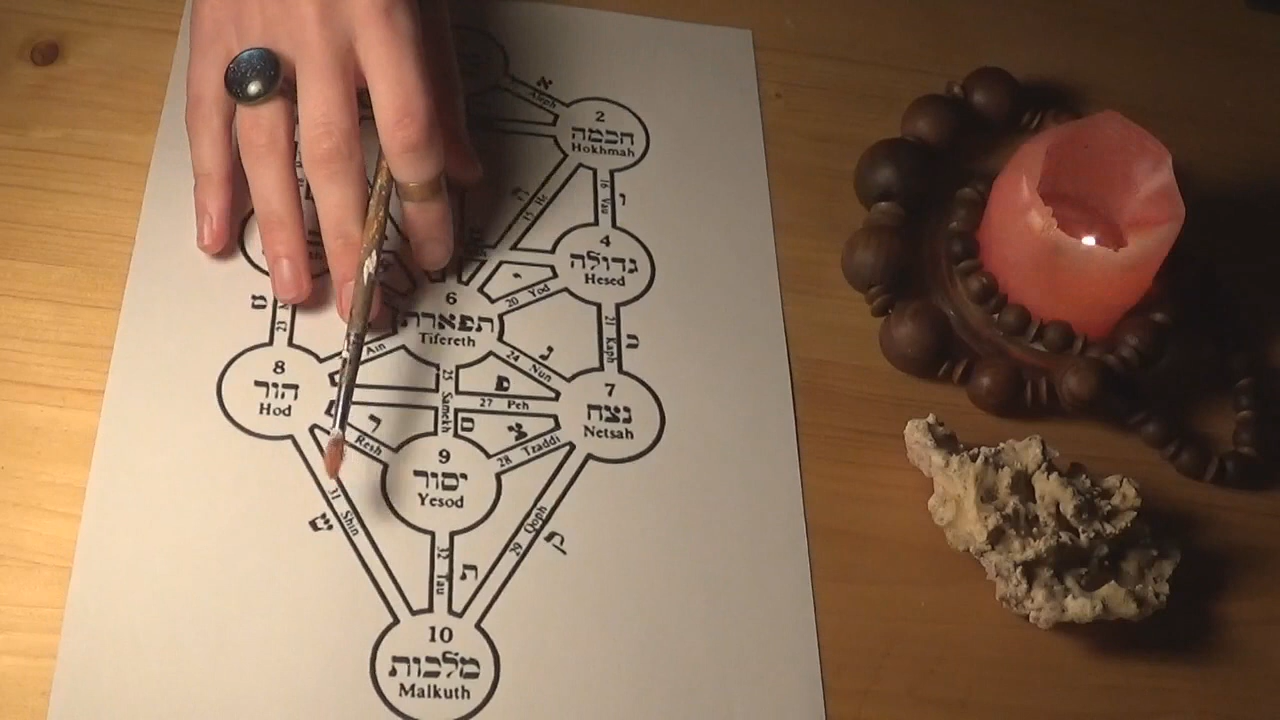 א
Aleph
2
חכמה
Hokhmah
ה
15 He
16 Vau
ו
4
גדולה
Hesed
י
20 Yod
6
תפארת
Tifereth
מ
23
21 Kaph
כ
Ain
נ
24 Nun
8
הוד
Hod
25 Samekh
פ
27 Peh
7
נצח
Netsah
ר
Resh
ס
צ
28 Tzaddi
9
יסוד
Yesod
31 Shin
ש
29 Qoph
ק
32 Tau
ת
10
מלכות
Malkuth